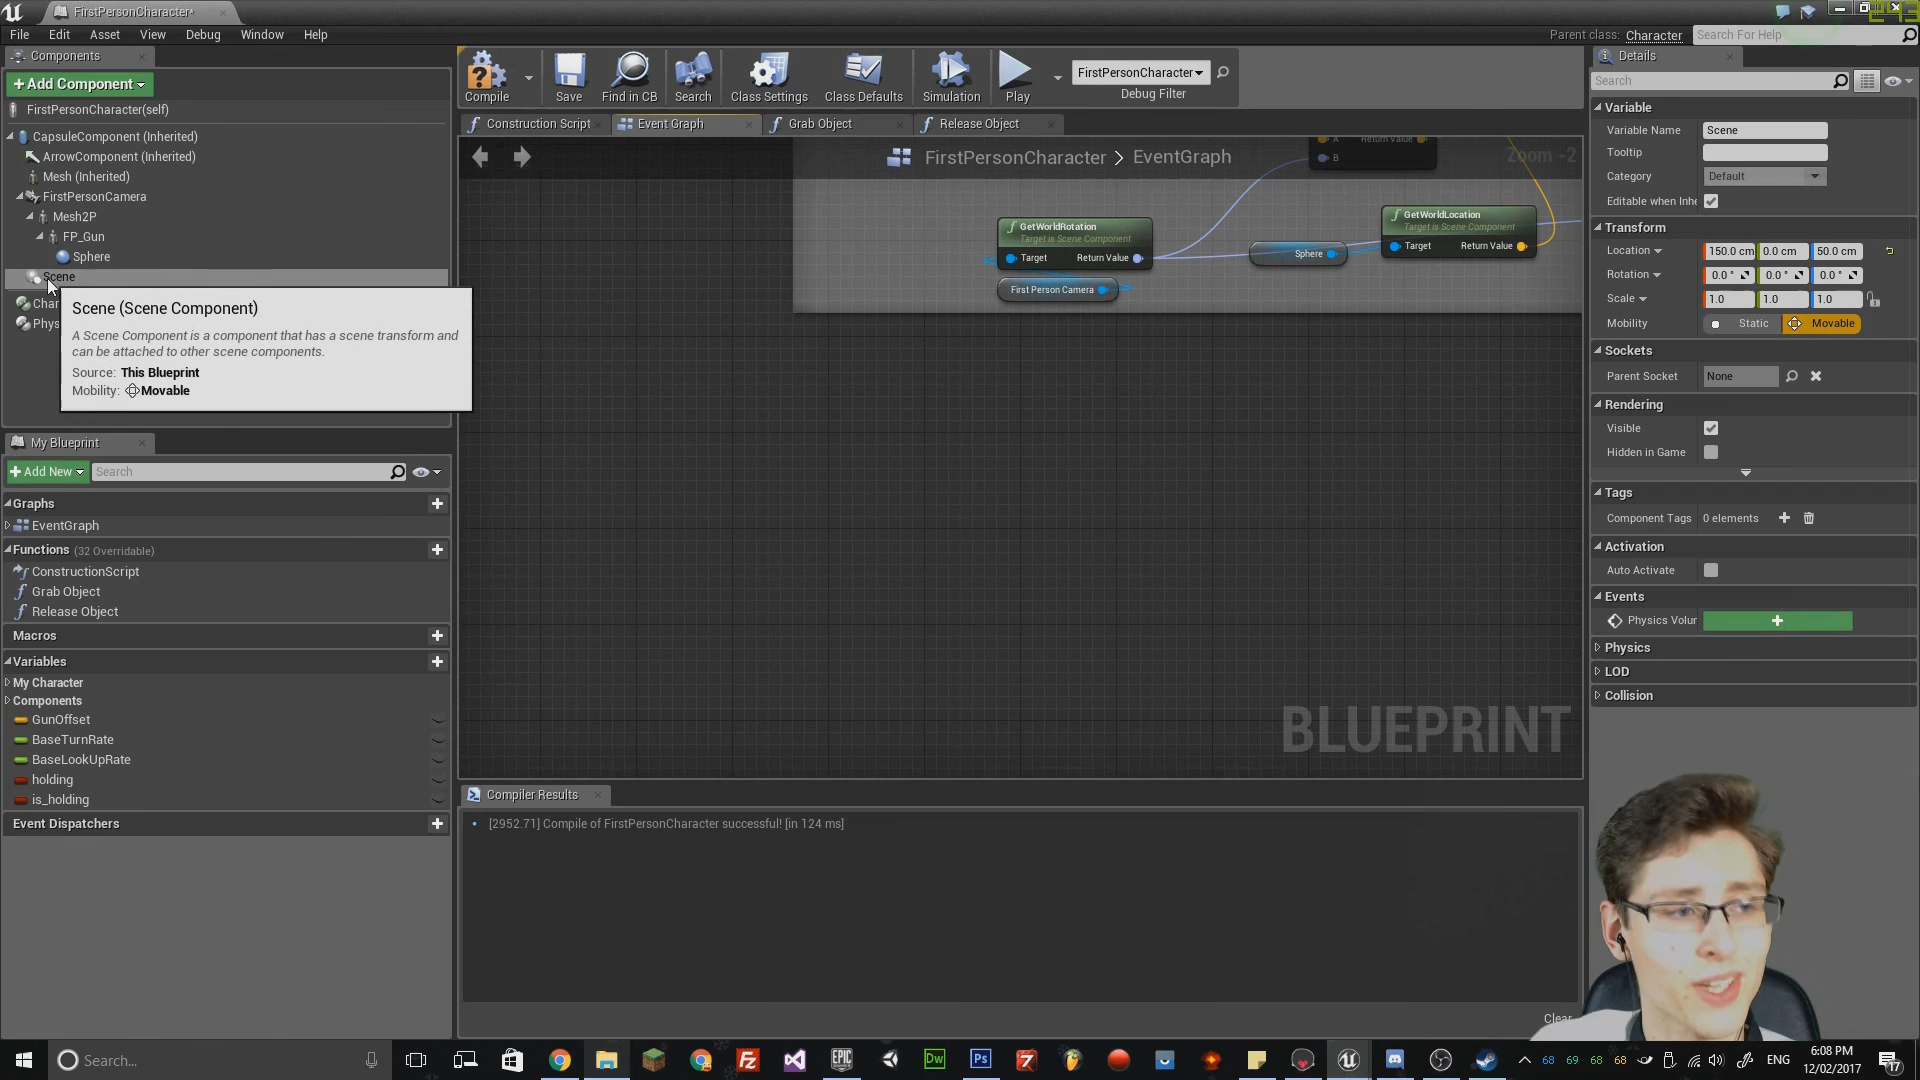 FirstPersonCharacter*
File Edit Asset View Debug Window Help
Parent class: Character
Search For Help
Components
+Add Component
FirstPersonCharacter(self)
CapsuleComponent (Inherited)
ArrowComponent (Inherited)
Mesh (Inherited)
FirstPersonCamera
Mesh2P
FP_Gun
Sphere
Scene
Char
Phys
Scene (Scene Component)
A Scene Component is a component that has a scene transform and
can be attached to other scene components.
Source: This Blueprint
Mobility: Movable
My Blueprint
+Add New
Search
Graphs
EventGraph
Functions (32 Overridable)
ConstructionScript
Grab Object
Release Object
Macros
Variables
My Character
Components
GunOffset
BaseTurnRate
BaseLookUpRate
holding
is_holding
Event Dispatchers
Compile
Save
Find in CB
Search
Class Settings
Class Defaults
Simulation
Play
FirstPersonCharacter
Debug Filter
Construction Script
Event Graph
Grab Object
Release Object
FirstPersonCharacter > EventGraph
Zoom -2
A Return Value
B
GetWorldRotation
Target is Scene Component
Target Return Value
First Person Camera
Sphere
GetWorldLocation
Target is Scene Component
Target Return Value
BLUEPRINT
Compiler Results
[2952.71] Compile of FirstPersonCharacter successful! [in 124 ms]
Clear
Details
Search
Variable
Variable Name Scene
Tooltip
Category Default
Editable when Inhe
Transform
Location 150.0 cm 0.0 cm 50.0 cm
Rotation 0.0 ° 0.0 ° 0.0 °
Scale 1.0 1.0 1.0
Mobility Static Movable
Sockets
Parent Socket None
Rendering
Visible
Hidden in Game
Tags
Component Tags 0 elements
Activation
Auto Activate
Events
Physics Volur
Physics
LOD
Collision
Search...
EPIC
Dw
Ps
68 69 68 68
ENG
6:08 PM
12/02/2017
17